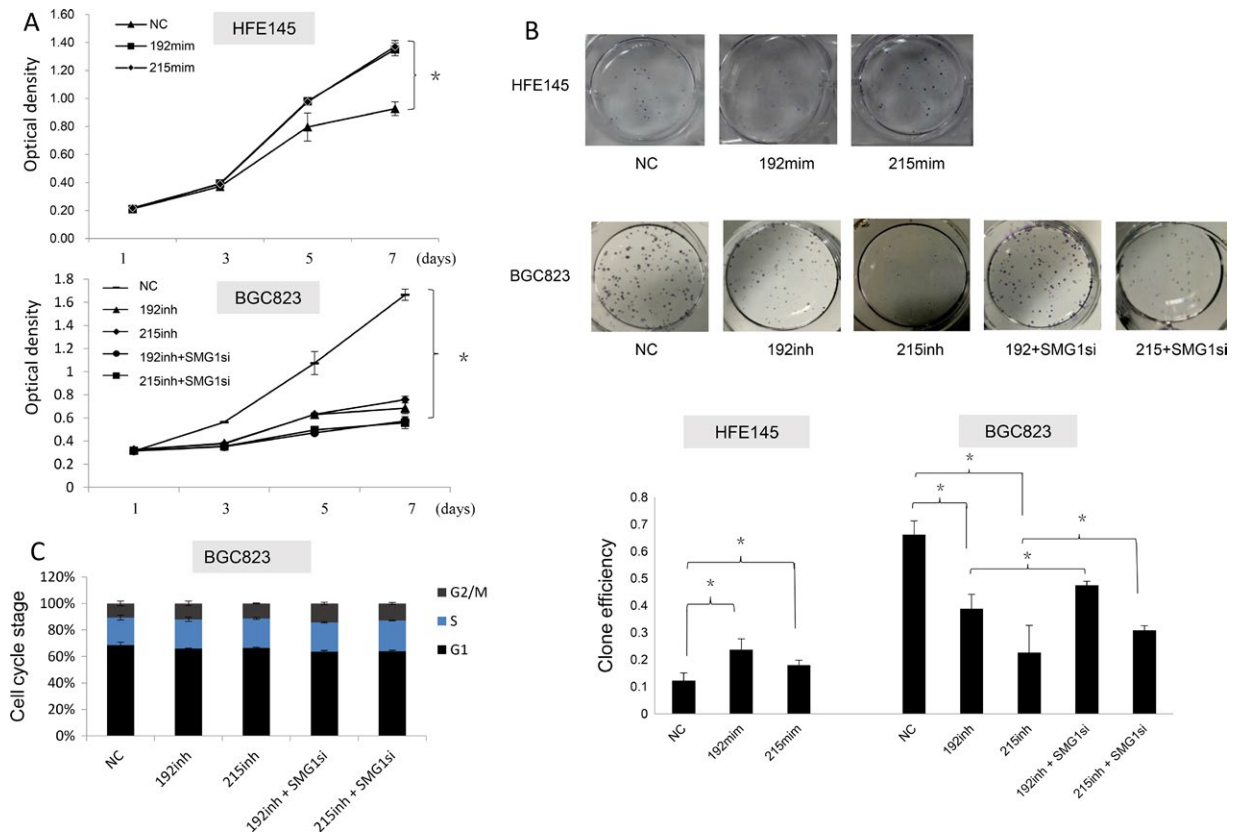 A
HFE145
1.60
1.40
1.20
1.00
0.80
0.60
0.40
0.20
0.00
Optical density
NC
192mim
215mim
*
1 3 5 7 (days)
BGC823
1.8
1.6
1.4
1.2
1
0.8
0.6
0.4
0.2
0
Optical density
NC
192inh
215inh
192inh+SMG1si
215inh+SMG1si
*
1 3 5 7 (days)
C
BGC823
120%
100%
80%
60%
40%
20%
0%
Cell cycle stage
G2/M
S
G1
NC
192inh
215inh
192inh + SMG1si
215inh + SMG1si
B
HFE145
NC 192mim 215mim
BGC823
NC 192inh 215inh 192+SMG1si 215+SMG1si
HFE145 BGC823
0.8
0.7
0.6
0.5
0.4
0.3
0.2
0.1
0
Clone efficiency
*
*
*
*
*
*
NC
192mim
215mim
NC
192inh
215inh
192inh + SMG1si
215inh + SMG1si